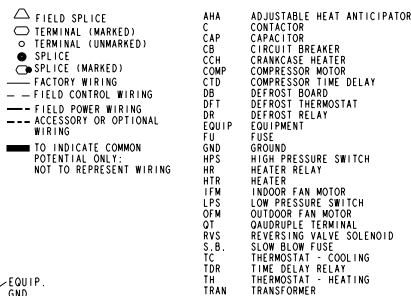 FIELD SPLICE
TERMINAL (MARKED)
TERMINAL (UNMARKED)
SPLICE
SPLICE (MARKED)
FACTORY WIRING
FIELD CONTROL WIRING
FIELD POWER WIRING
ACCESSORY OR OPTIONAL
WIRING
TO INDICATE COMMON
POTENTIAL ONLY:
NOT TO REPRESENT WIRING
EQUIP.
GND
AHA ADJUSTABLE HEAT ANTICIPATOR
C CONTACTOR
CAP CAPACITOR
CB CIRCUIT BREAKER
CCH CRANKCASE HEATER
COMP COMPRESSOR MOTOR
CTD COMPRESSOR TIME DELAY
DB DEFROST BOARD
DFT DEFROST THERMOSTAT
DR DEFROST RELAY
EQUIP EQUIPMENT
FU FUSE
GND GROUND
HPS HIGH PRESSURE SWITCH
HR HEATER RELAY
HTR HEATER
IFM INDOOR FAN MOTOR
LPS LOW PRESSURE SWITCH
OFM OUTDOOR FAN MOTOR
QT QAUDRUPLE TERMINAL
RVS REVERSING VALVE SOLENOID
S.B. SLOW BLOW FUSE
TC THERMOSTAT - COOLING
TDR TIME DELAY RELAY
TH THERMOSTAT - HEATING
TRAN TRANSFORMER